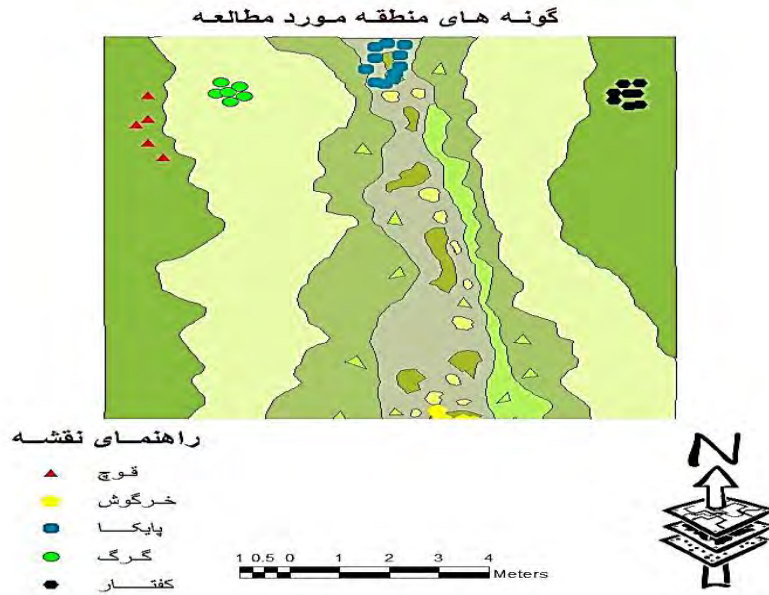 گونه های منطقه مورد مطالعه
راهنمای نقشه
قوچ
خرگوش
پایکا
گرگ
کفتار
1 0.5 0 1 2 3 4
Meters
N